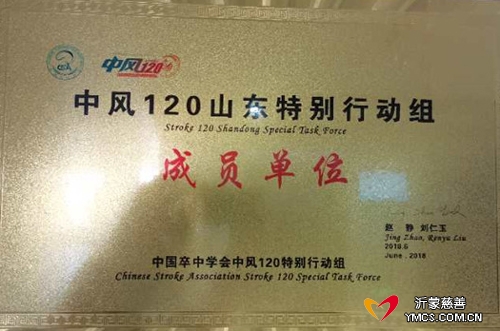 中风120
中风120山东特别行动组
Stroke 120 Shandong Special Task Force
成员单位
赵 静 刘仁玉
Jing Zhao, Renyu Liu
2018.6
June, 2018
中国卒中学会中风120特别行动组
Chinese Stroke Association Stroke 120 Special Task Force
沂蒙慈善
YMCS.COM.CN